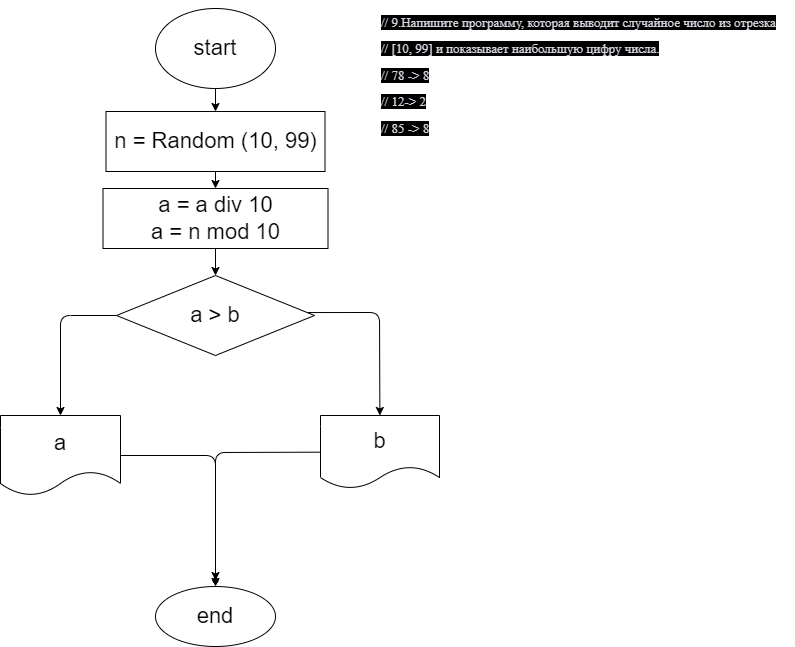 start
n = Random (10, 99)
a = a div 10
a = n mod 10
a > b
a
b
end
// 9.Напишите программу, которая выводит случайное число из отрезка
// [10, 99] и показывает наибольшую цифру числа.
// 78 -> 8
// 12-> 2
// 85 -> 8